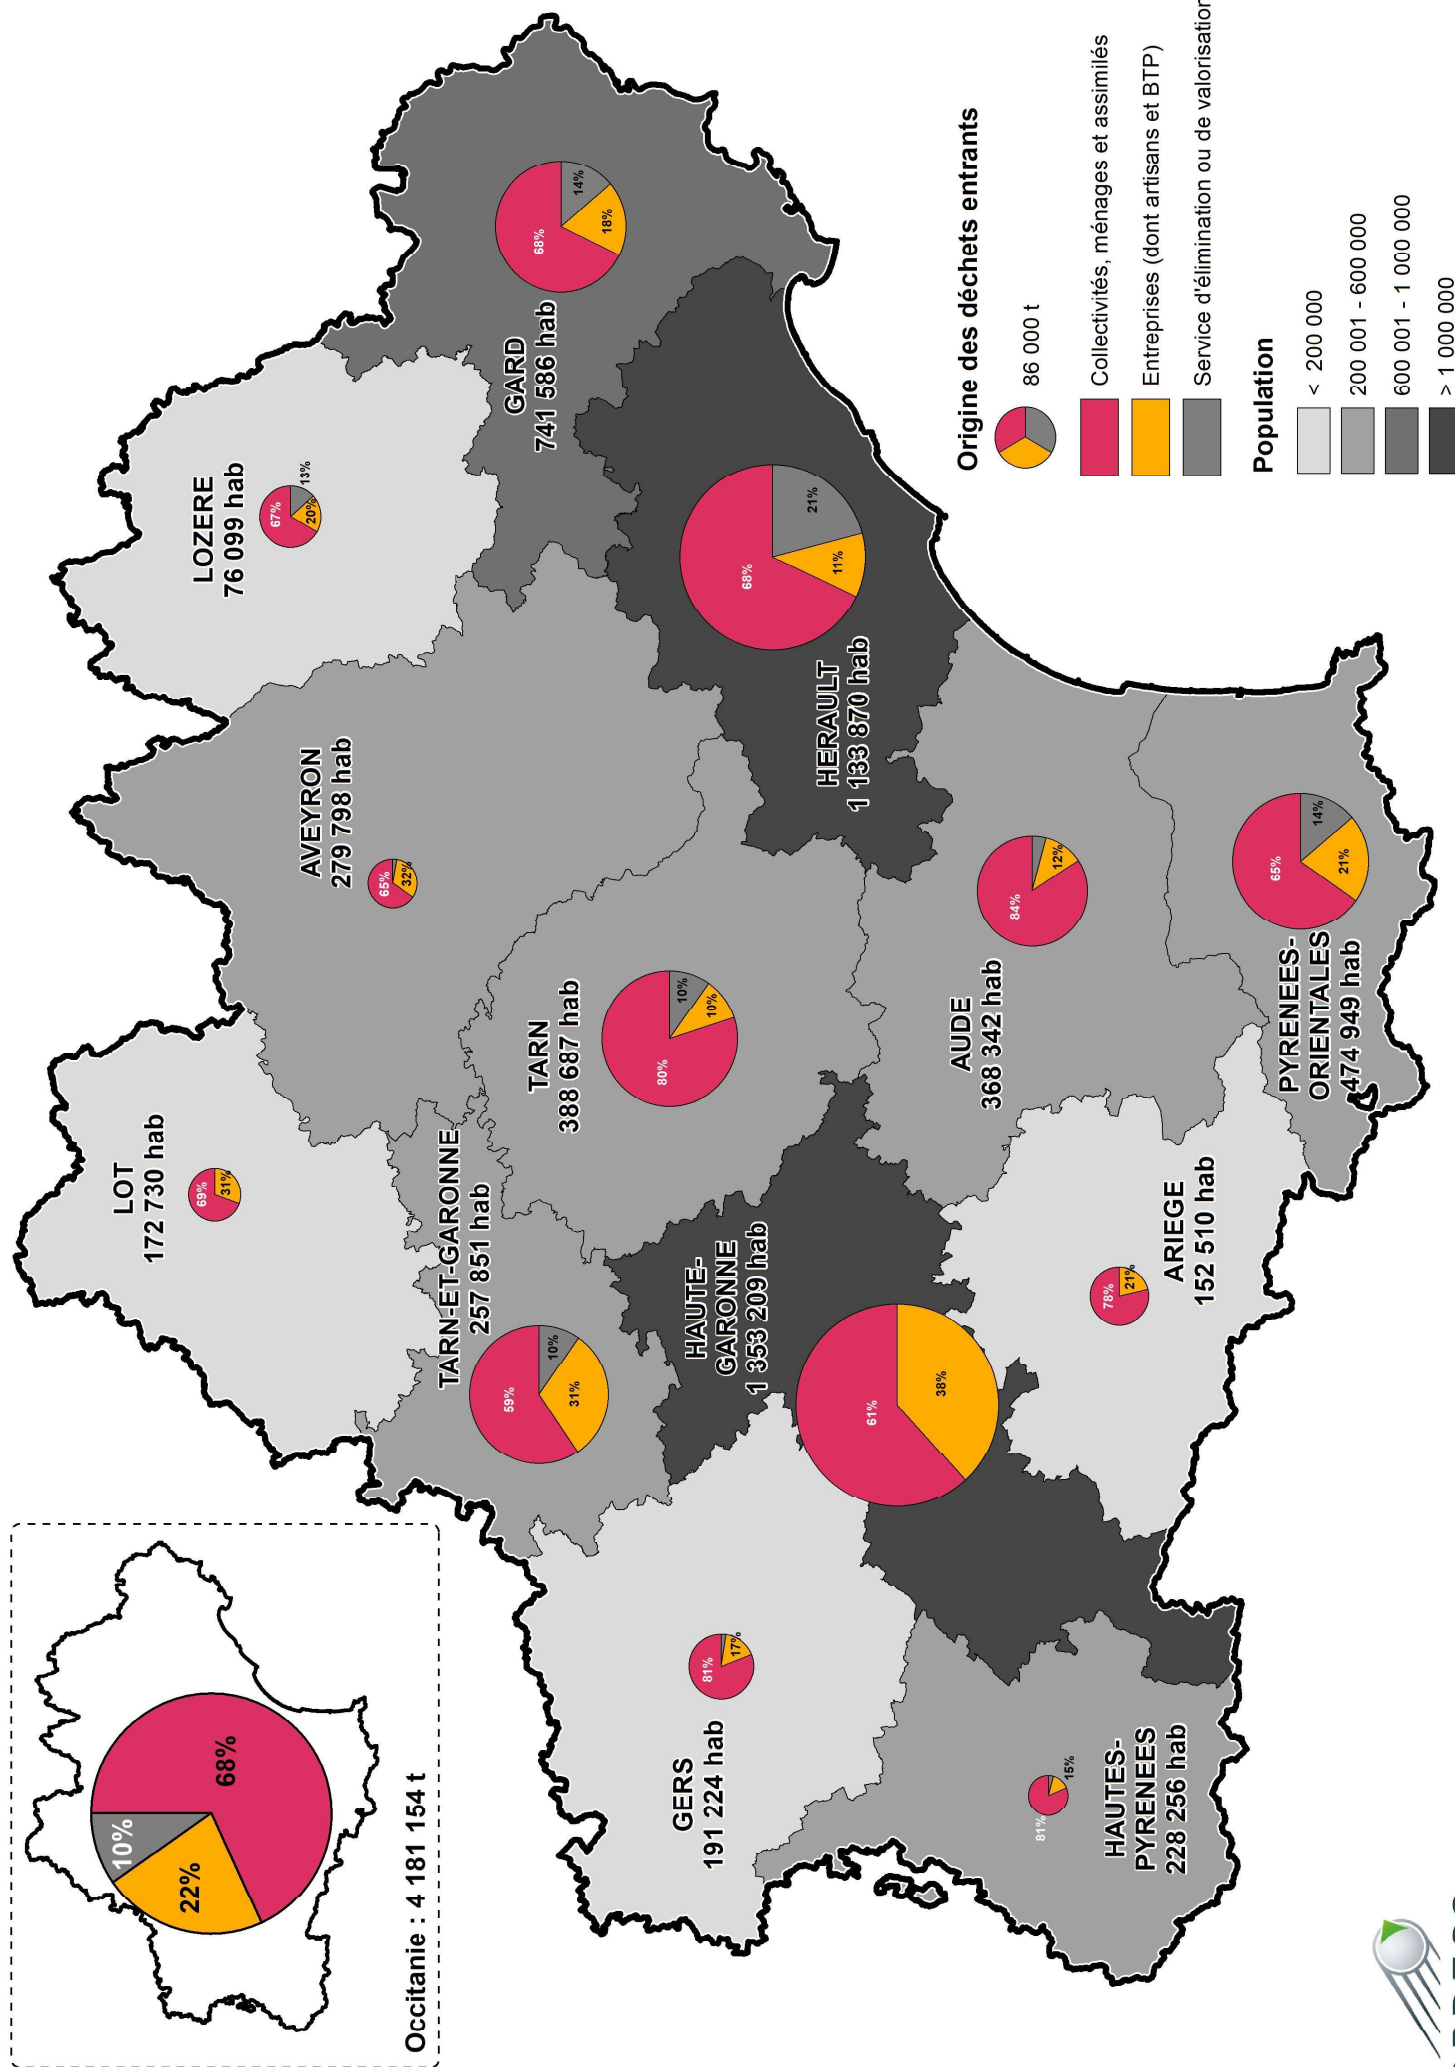 10%
22%
68%
Occitanie : 4 181 154 t
LOT
172 730 hab
69%
31%
LOZERE
76 099 hab
67%
20%
13%
AVEYRON
279 798 hab
65%
32%
TARN-ET-GARONNE
257 851 hab
59%
31%
10%
GARD
741 586 hab
68%
18%
14%
TARN
388 687 hab
80%
10%
10%
GERS
191 224 hab
81%
17%
HAUTE-
GARONNE
1 353 209 hab
61%
38%
HERAULT
1 133 870 hab
68%
11%
21%
AUDE
368 342 hab
84%
12%
HAUTES-
PYRENEES
228 256 hab
81%
15%
ARIEGE
152 510 hab
78%
21%
PYRENEES-
ORIENTALES
474 949 hab
65%
21%
14%
Origine des déchets entrants
86 000 t
Collectivités, ménages et assimilés
Entreprises (dont artisans et BTP)
Service d'élimination ou de valorisation
Population
< 200 000
200 001 - 600 000
600 001 - 1 000 000
> 1 000 000